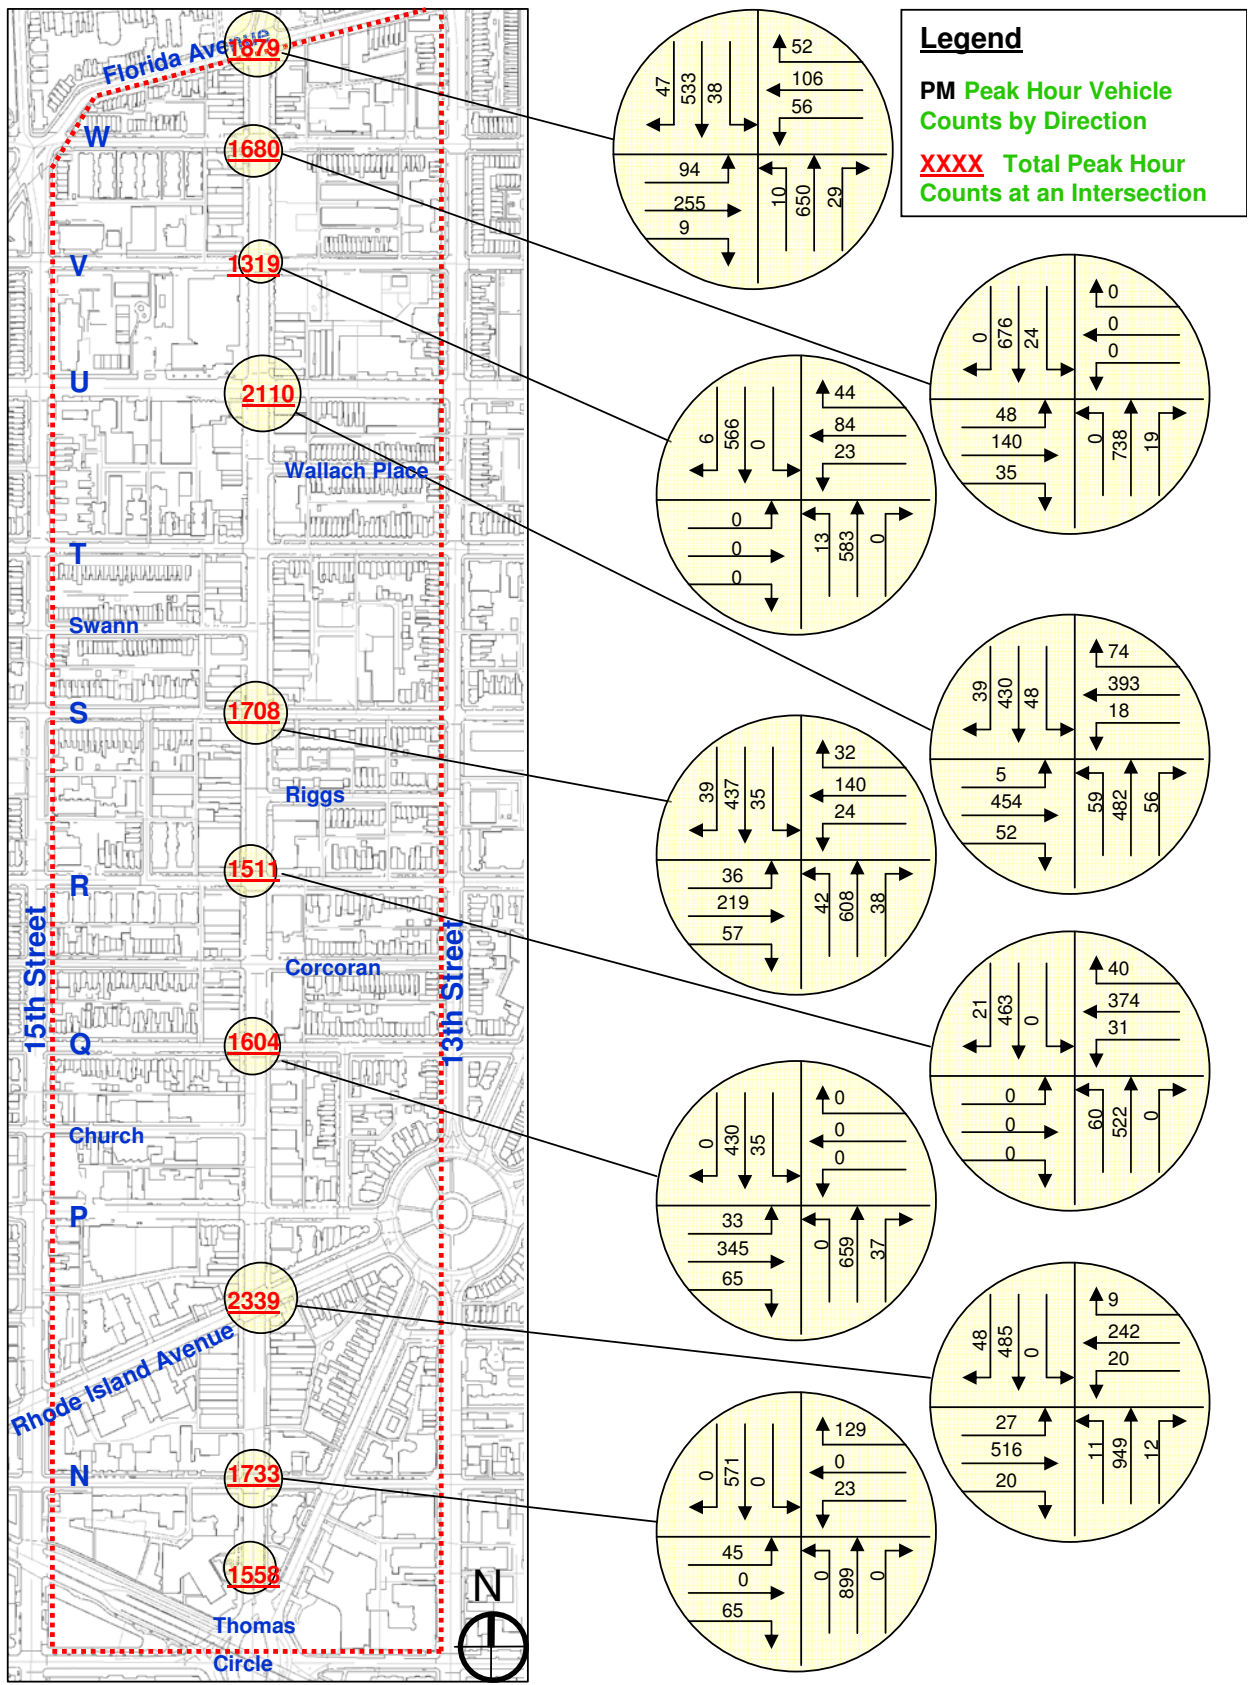 Legend
PM Peak Hour Vehicle
Counts by Direction
XXXX Total Peak Hour
Counts at an Intersection
Florida Avenue
1879
W
1680
V
1319
U
2110
Wallach Place
T
Swann
S
1708
Riggs
R
1511
15th Street
13th Street
Corcoran
Q
1604
Church
P
2339
Rhode Island Avenue
N
1733
1558
Thomas
Circle
N
47 533 38
52
106
56
94
255
9
10 650 29
0 676 24
0
0
0
48
140
35
0 738 19
6 566 0
44
84
23
0
0
0
13 583 0
39 430 48
74
393
18
5
454
52
59 482 56
39 437 35
32
140
24
36
219
57
42 608 38
21 463 0
40
374
31
0
0
0
60 522 0
0 430 35
0
0
0
33
345
65
0 659 37
48 485 0
9
242
20
27
516
20
11 949 12
0 571 0
129
0
23
45
0
65
0 899 0